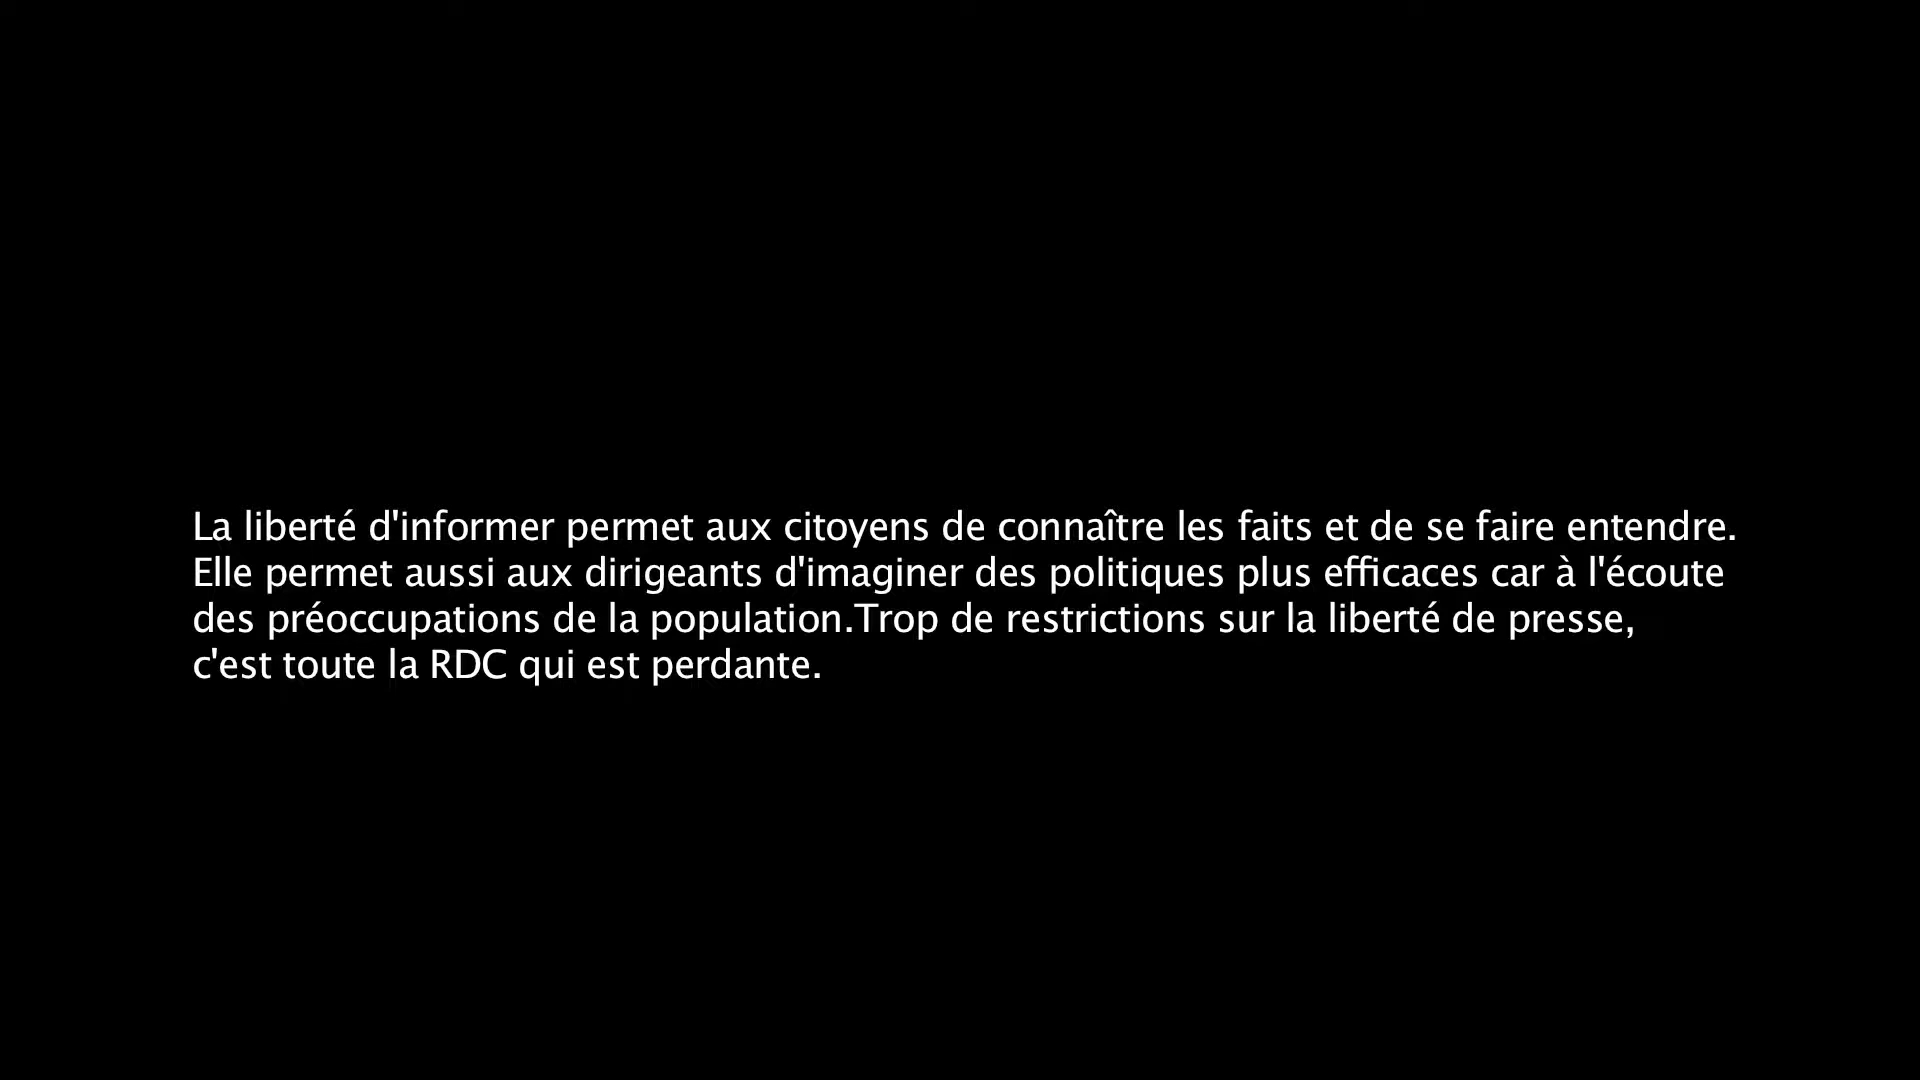 La liberté d'informer permet aux citoyens de connaître les faits et de se faire entendre.
Elle permet aussi aux dirigeants d'imaginer des politiques plus efficaces car à l'écoute
des préoccupations de la population.Trop de restrictions sur la liberté de presse,
c'est toute la RDC qui est perdante.